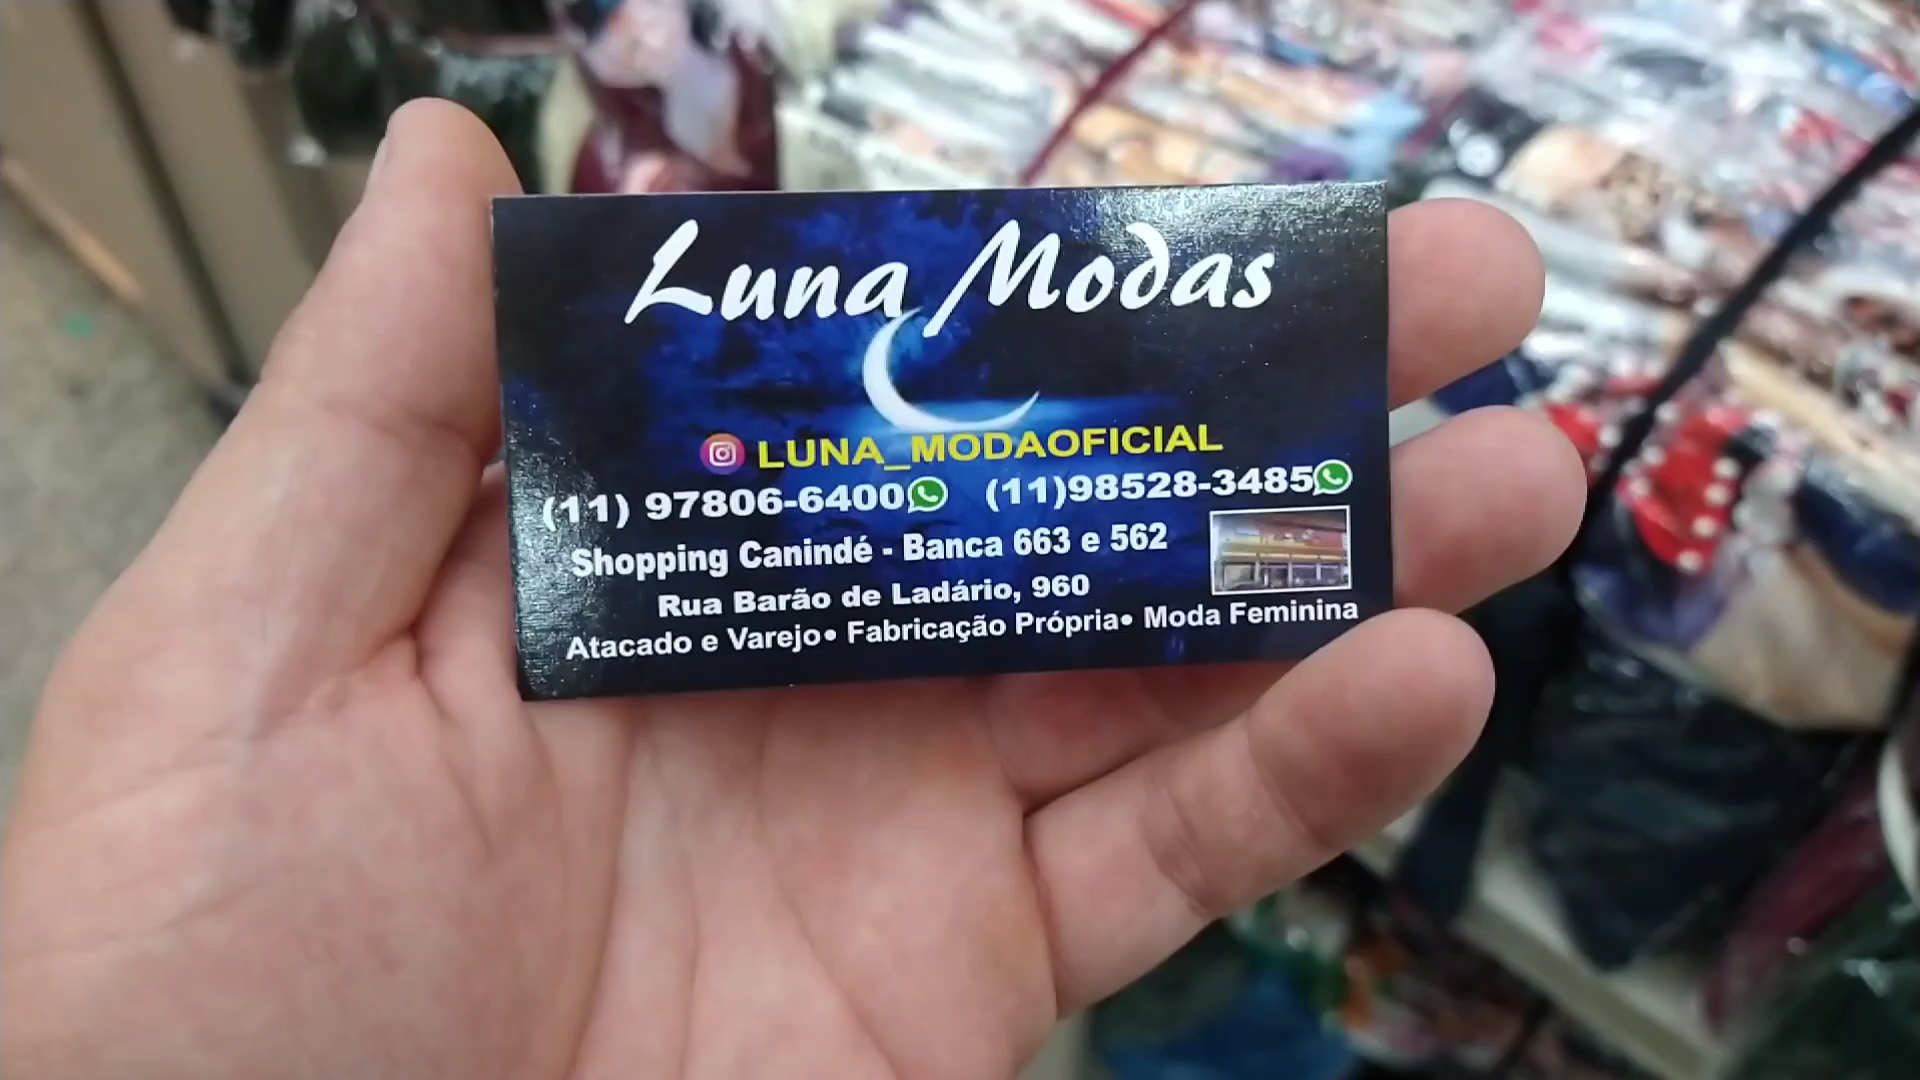 Luna Modas
LUNA_MODAOFICIAL
(11) 97806-6400 (11)98528-3485
Shopping Canindé - Banca 663 e 562
Rua Barão de Ladário, 960
Atacado e Varejo• Fabricação Própria• Moda Feminina